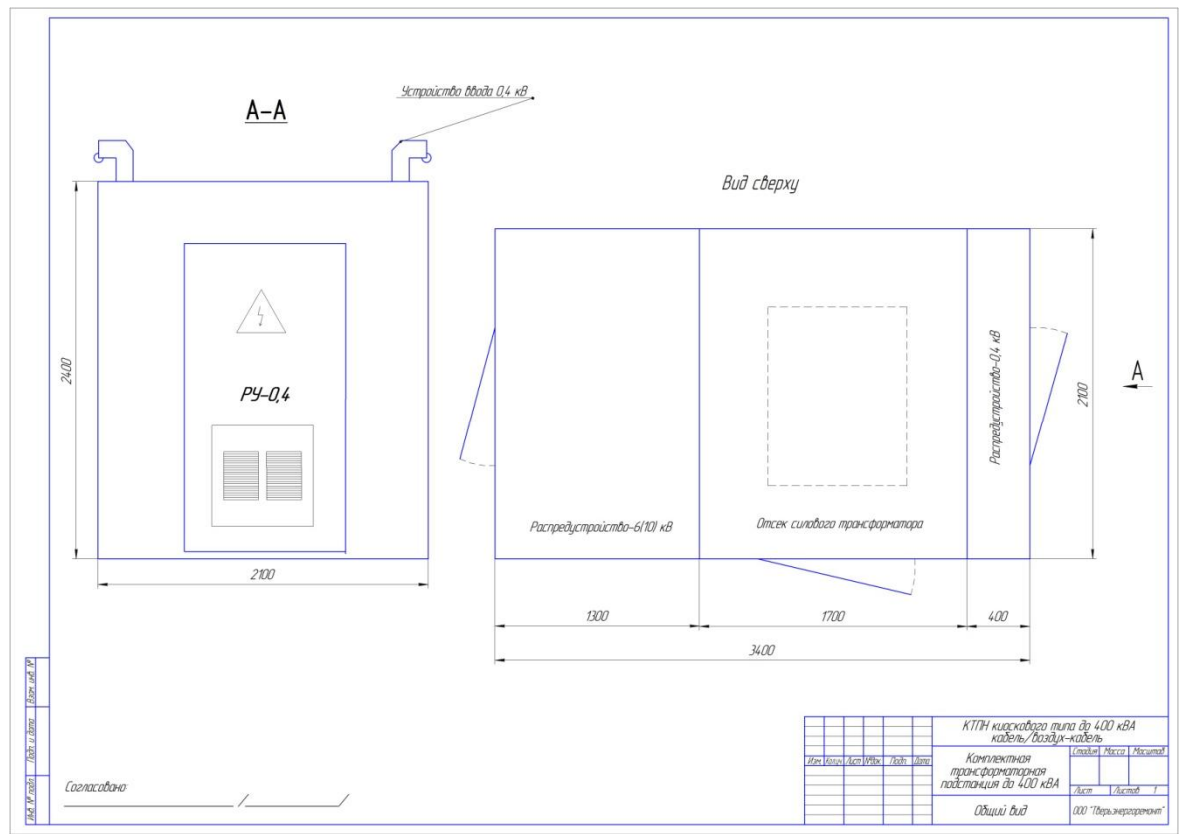 А-А
Устройство ввода 0,4 кВ
Вид сверху
РУ-0,4
2400
2100
Распредустройство-6(10) кВ
Отсек силового трансформатора
Распредустройство-0,4 кВ
2100
А
1300
1700
400
3400
Взам. инв. №
Подп. и дата
Инв. № подл.
Согласовано:
/ /
КТПН киоскового типа до 400 кВА
кабель/воздух-кабель
Изм. Колич. Лист №Док. Подп. Дата
Комплектная
трансформаторная
подстанция до 400 кВА
Стадия Масса Масштаб
Лист Листов 1
Общий вид
ООО "Тверьэнергоремонт"